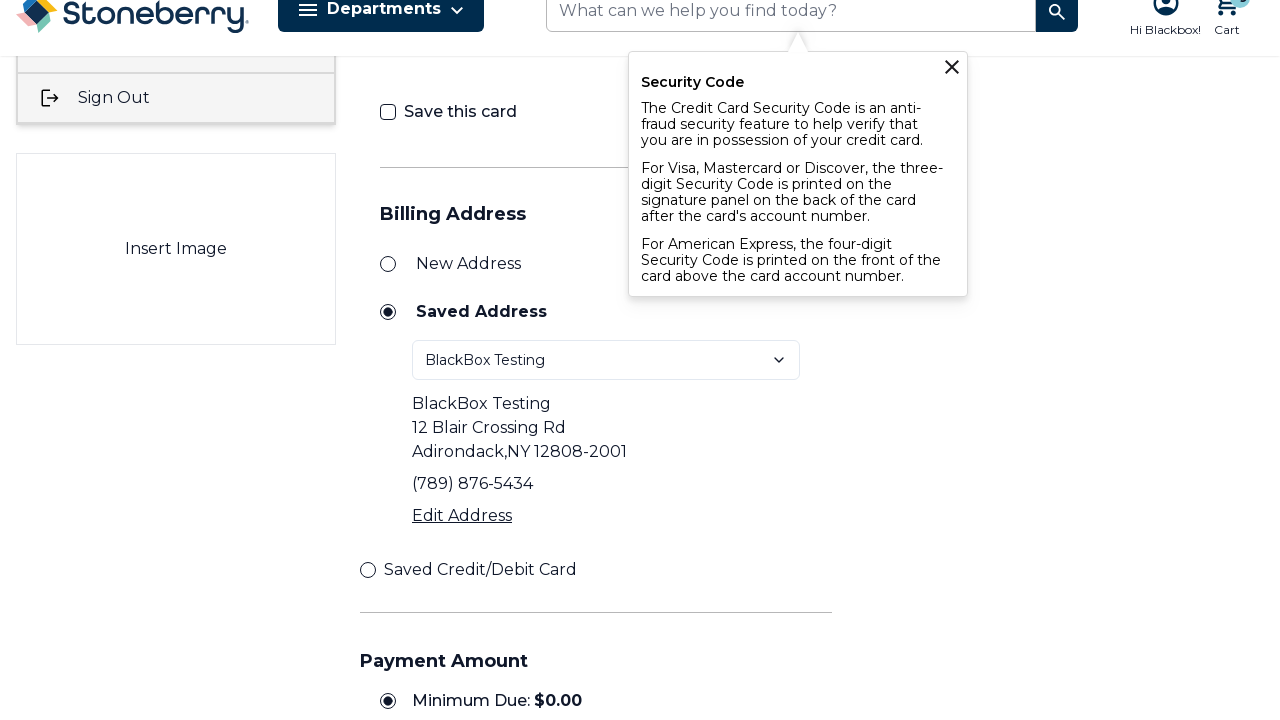 Stoneberry
Departments
What can we help you find today?
Hi Blackbox!
Cart
Sign Out
Insert Image
Save this card
Security Code
The Credit Card Security Code is an anti-
fraud security feature to help verify that
you are in possession of your credit card.
For Visa, Mastercard or Discover, the three-
digit Security Code is printed on the
signature panel on the back of the card
after the card's account number.
For American Express, the four-digit
Security Code is printed on the front of the
card above the card account number.
Billing Address
New Address
Saved Address
BlackBox Testing
BlackBox Testing
12 Blair Crossing Rd
Adirondack,NY 12808-2001
(789) 876-5434
Edit Address
Saved Credit/Debit Card
Payment Amount
Minimum Due: $0.00